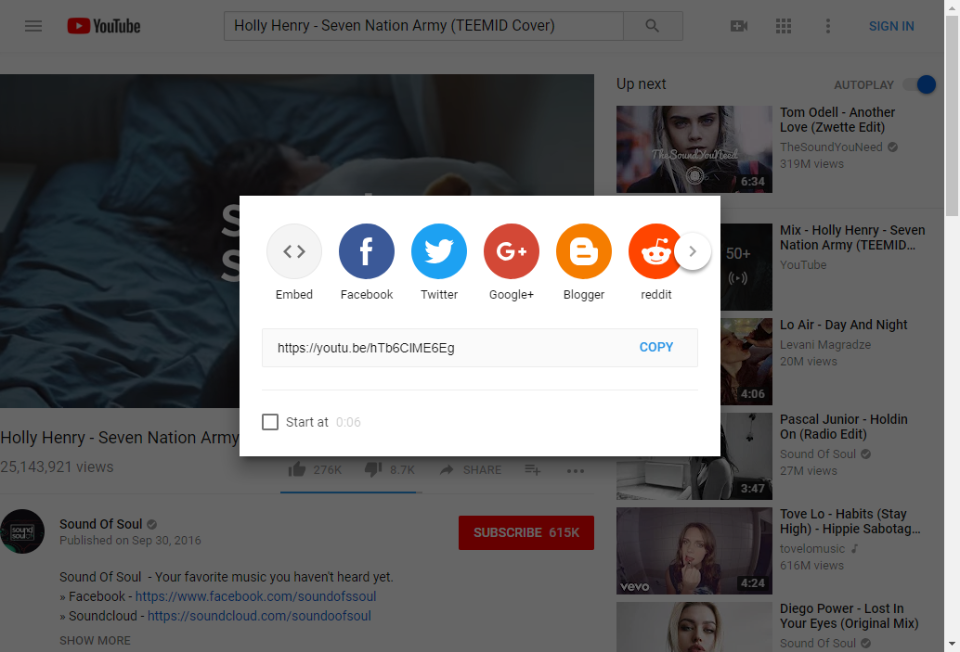 YouTube
Holly Henry - Seven Nation Army (TEEMID Cover)
SIGN IN
Up next
AUTOPLAY
Tom Odell - Another
Love (Zwette Edit)
TheSoundYouNeed
319M views
TheSoundYouNeed
6:34
Mix - Holly Henry - Seven
Nation Army (TEEMID...
YouTube
50+
Embed
Facebook
Twitter
Google+
Blogger
reddit
https://youtu.be/hTb6ClME6Eg
COPY
Start at 0:06
Lo Air - Day And Night
Levani Magradze
20M views
4:06
Pascal Junior - Holdin
On (Radio Edit)
Sound Of Soul
27M views
3:47
Holly Henry - Seven Nation Army
25,143,921 views
276K
8.7K
SHARE
Sound Of Soul
Published on Sep 30, 2016
SUBSCRIBE 615K
Sound Of Soul - Your favorite music you haven't heard yet.
» Facebook - https://www.facebook.com/soundofssoul
» Soundcloud - https://soundcloud.com/soundoofsoul
SHOW MORE
Tove Lo - Habits (Stay
High) - Hippie Sabotag...
tovelomusic
616M views
vevo
4:24
Diego Power - Lost In
Your Eyes (Original Mix)
Sound Of Soul